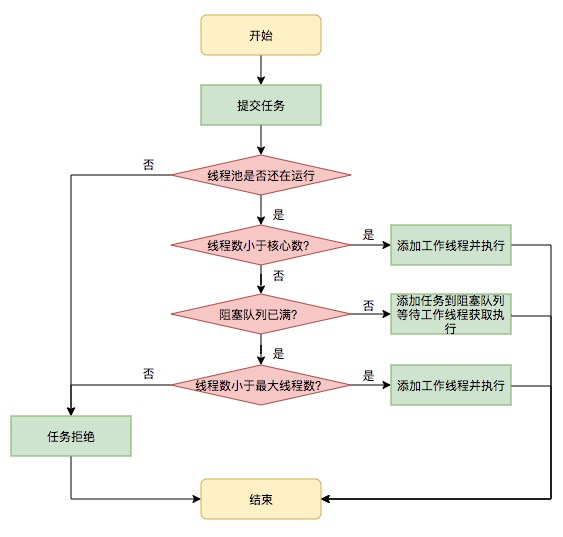 开始
提交任务
线程池是否还在运行
否
是
线程数小于核心数?
是
添加工作线程并执行
否
阻塞队列已满?
否
添加任务到阻塞队列
等待工作线程获取执
行
是
线程数小于最大线程数?
否
是
添加工作线程并执行
任务拒绝
结束